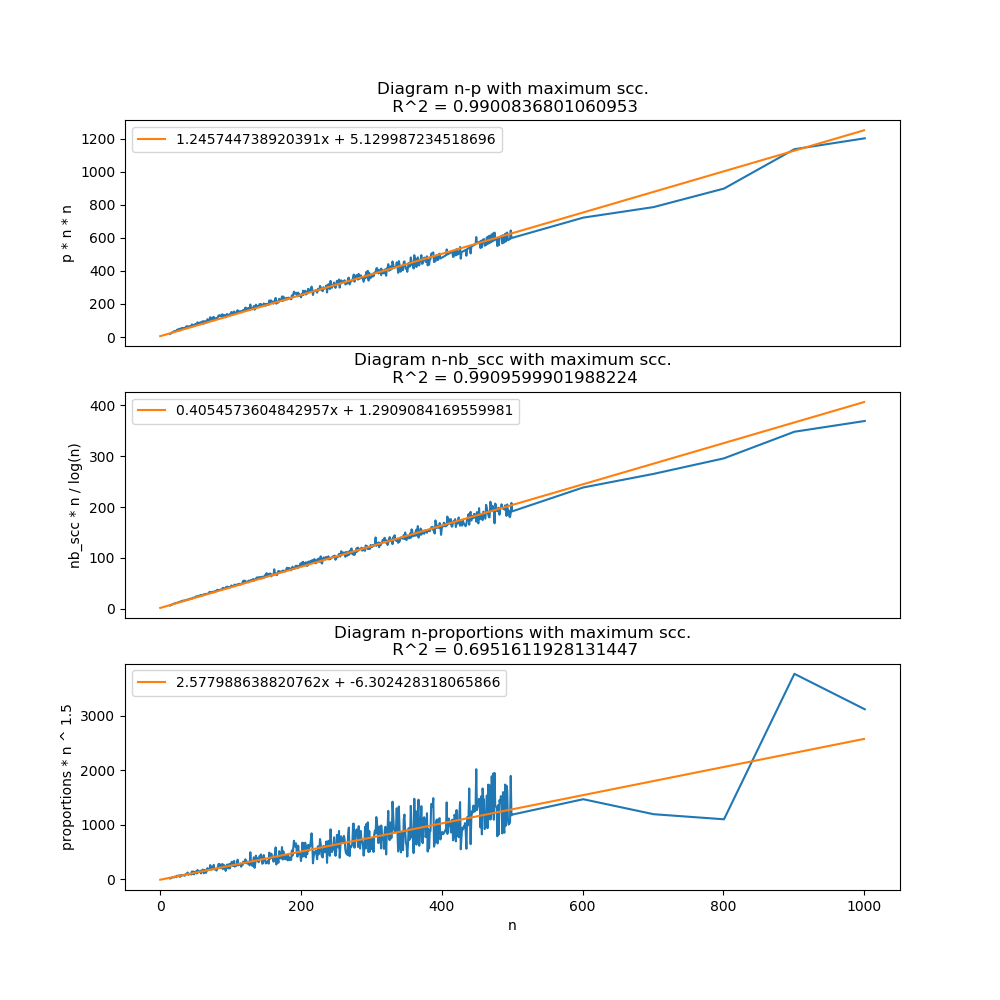 Diagram n-p with maximum scc.
R^2 = 0.9900836801060953
1.245744738920391x + 5.129987234518696
p * n * n
1200
1000
800
600
400
200
0
Diagram n-nb_scc with maximum scc.
R^2 = 0.9909599901988224
0.4054573604842957x + 1.2909084169559981
nb_scc * n / log(n)
400
300
200
100
0
Diagram n-proportions with maximum scc.
R^2 = 0.6951611928131447
2.577988638820762x + -6.302428318065866
proportions * n ^ 1.5
3000
2000
1000
0
0 200 400 600 800 1000
n